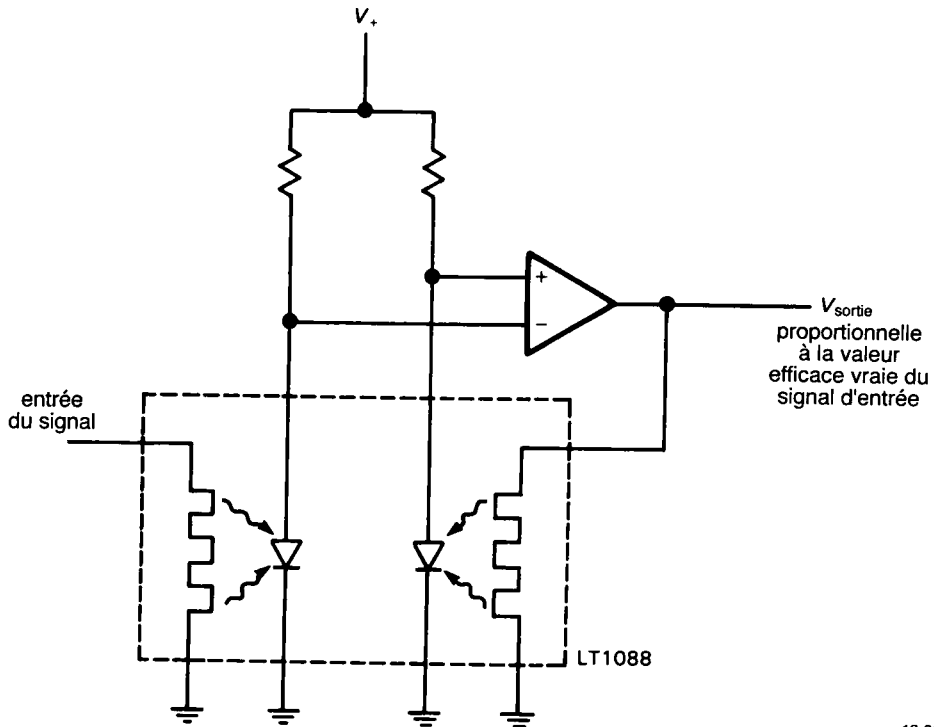 V+
+
−
Vsortie
proportionnelle
à la valeur
efficace vraie du
signal d'entrée
entrée
du signal
LT1088